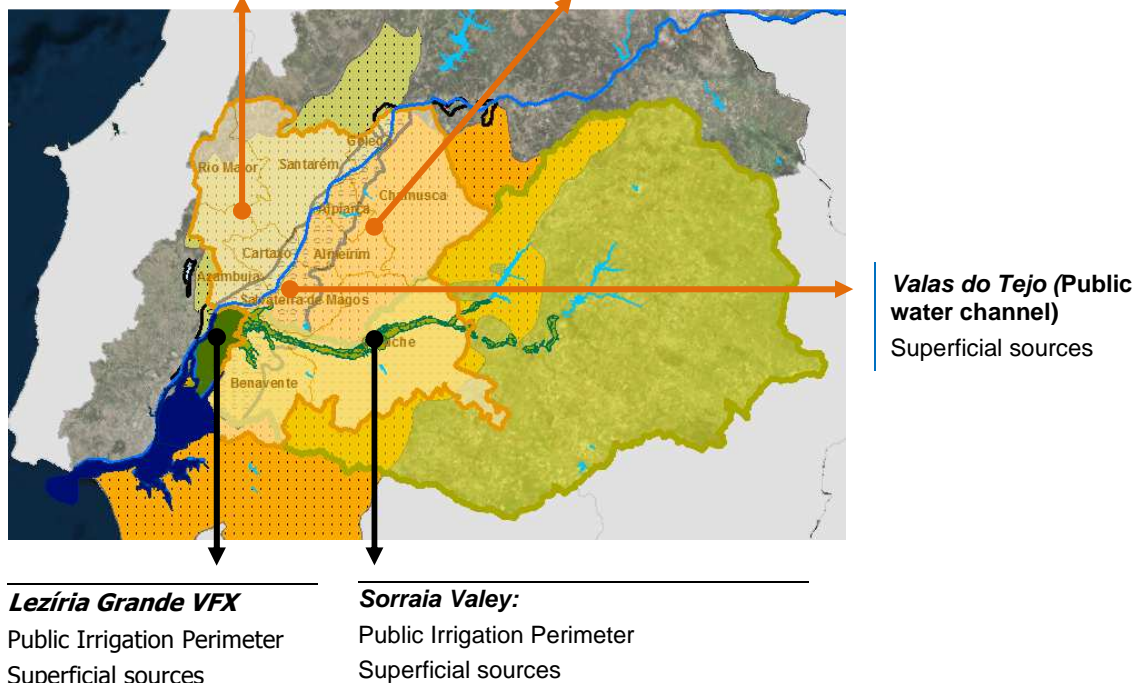 Golegã
Rio Maior
Santarém
Chamusca
Alpiarça
Cartaxo
Almeirim
Azambuja
Salvaterra de Magos
Benavente
Valas do Tejo (Public
water channel)
Superficial sources
Lezíria Grande VFX
Public Irrigation Perimeter
Superficial sources
Sorraia Valey:
Public Irrigation Perimeter
Superficial sources